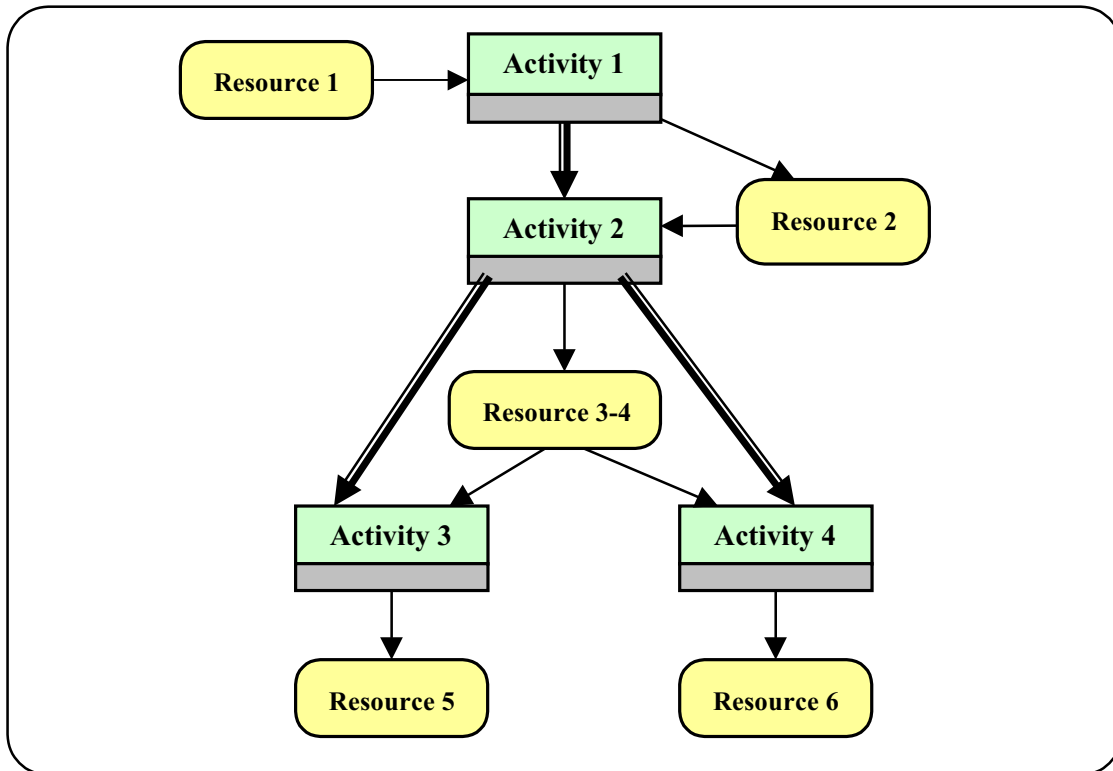 Activity 1
Resource 1
Resource 2
Activity 2
Resource 3-4
Activity 3
Activity 4
Resource 5
Resource 6